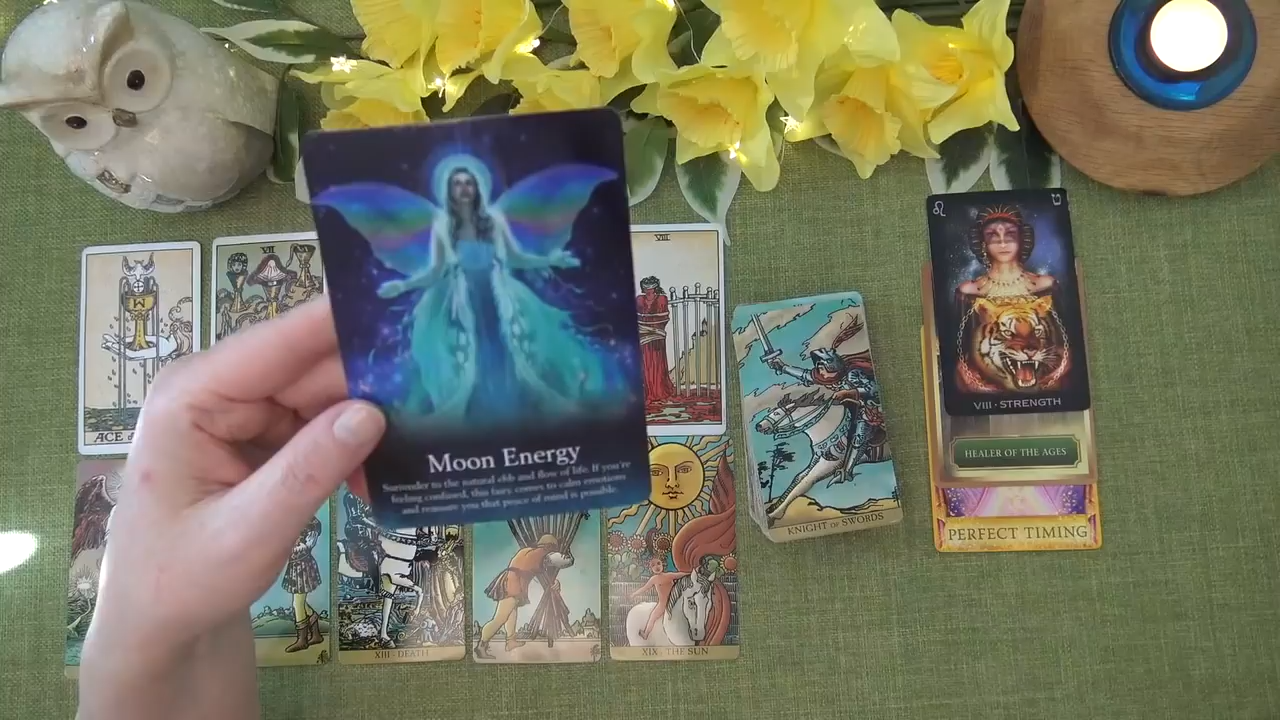 VII
VIII
ACE
Moon Energy
Surrender to the natural ebb and flow of life. If you're
feeling confused, this fairy comes to calm emotions
and reassure you that peace of mind is possible.
KNIGHT OF SWORDS
VIII · STRENGTH
HEALER OF THE AGES
PERFECT TIMING
XIII · DEATH
XIX · THE SUN